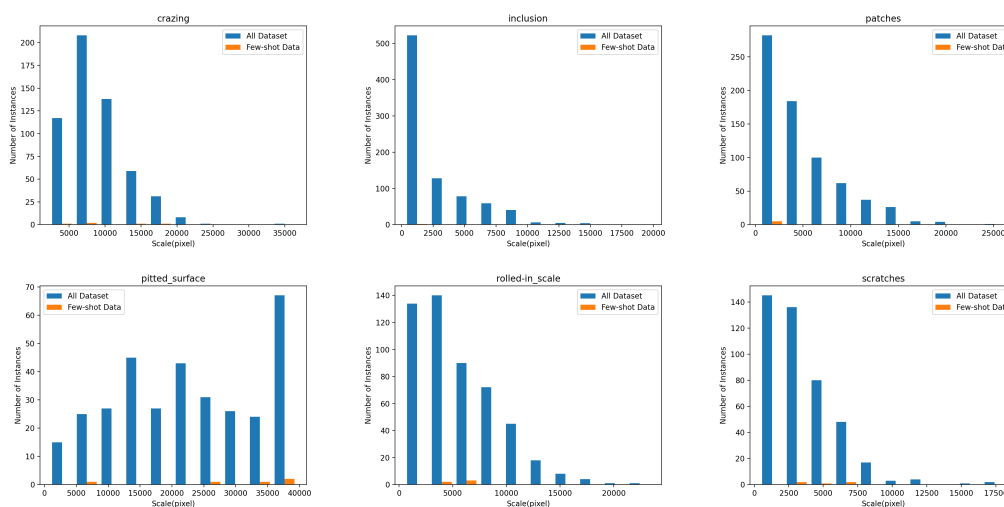 crazing
200
175
150
125
100
75
50
25
0
Number of Instances
All Dataset
Few-shot Data
5000 10000 15000 20000 25000 30000 35000
Scale(pixel)
inclusion
500
400
300
200
100
0
Number of Instances
All Dataset
Few-shot Data
0 2500 5000 7500 10000 12500 15000 17500 20000
Scale(pixel)
patches
250
200
150
100
50
0
Number of Instances
All Dataset
Few-shot Dat
0 5000 10000 15000 20000 25000
Scale(pixel)
pitted_surface
70
60
50
40
30
20
10
0
Number of Instances
All Dataset
Few-shot Data
0 5000 10000 15000 20000 25000 30000 35000 40000
Scale(pixel)
rolled-in_scale
140
120
100
80
60
40
20
0
Number of Instances
All Dataset
Few-shot Data
0 5000 10000 15000 20000
Scale(pixel)
scratches
140
120
100
80
60
40
20
0
Number of Instances
All Dataset
Few-shot Dat
0 2500 5000 7500 10000 12500 15000 1750
Scale(pixel)